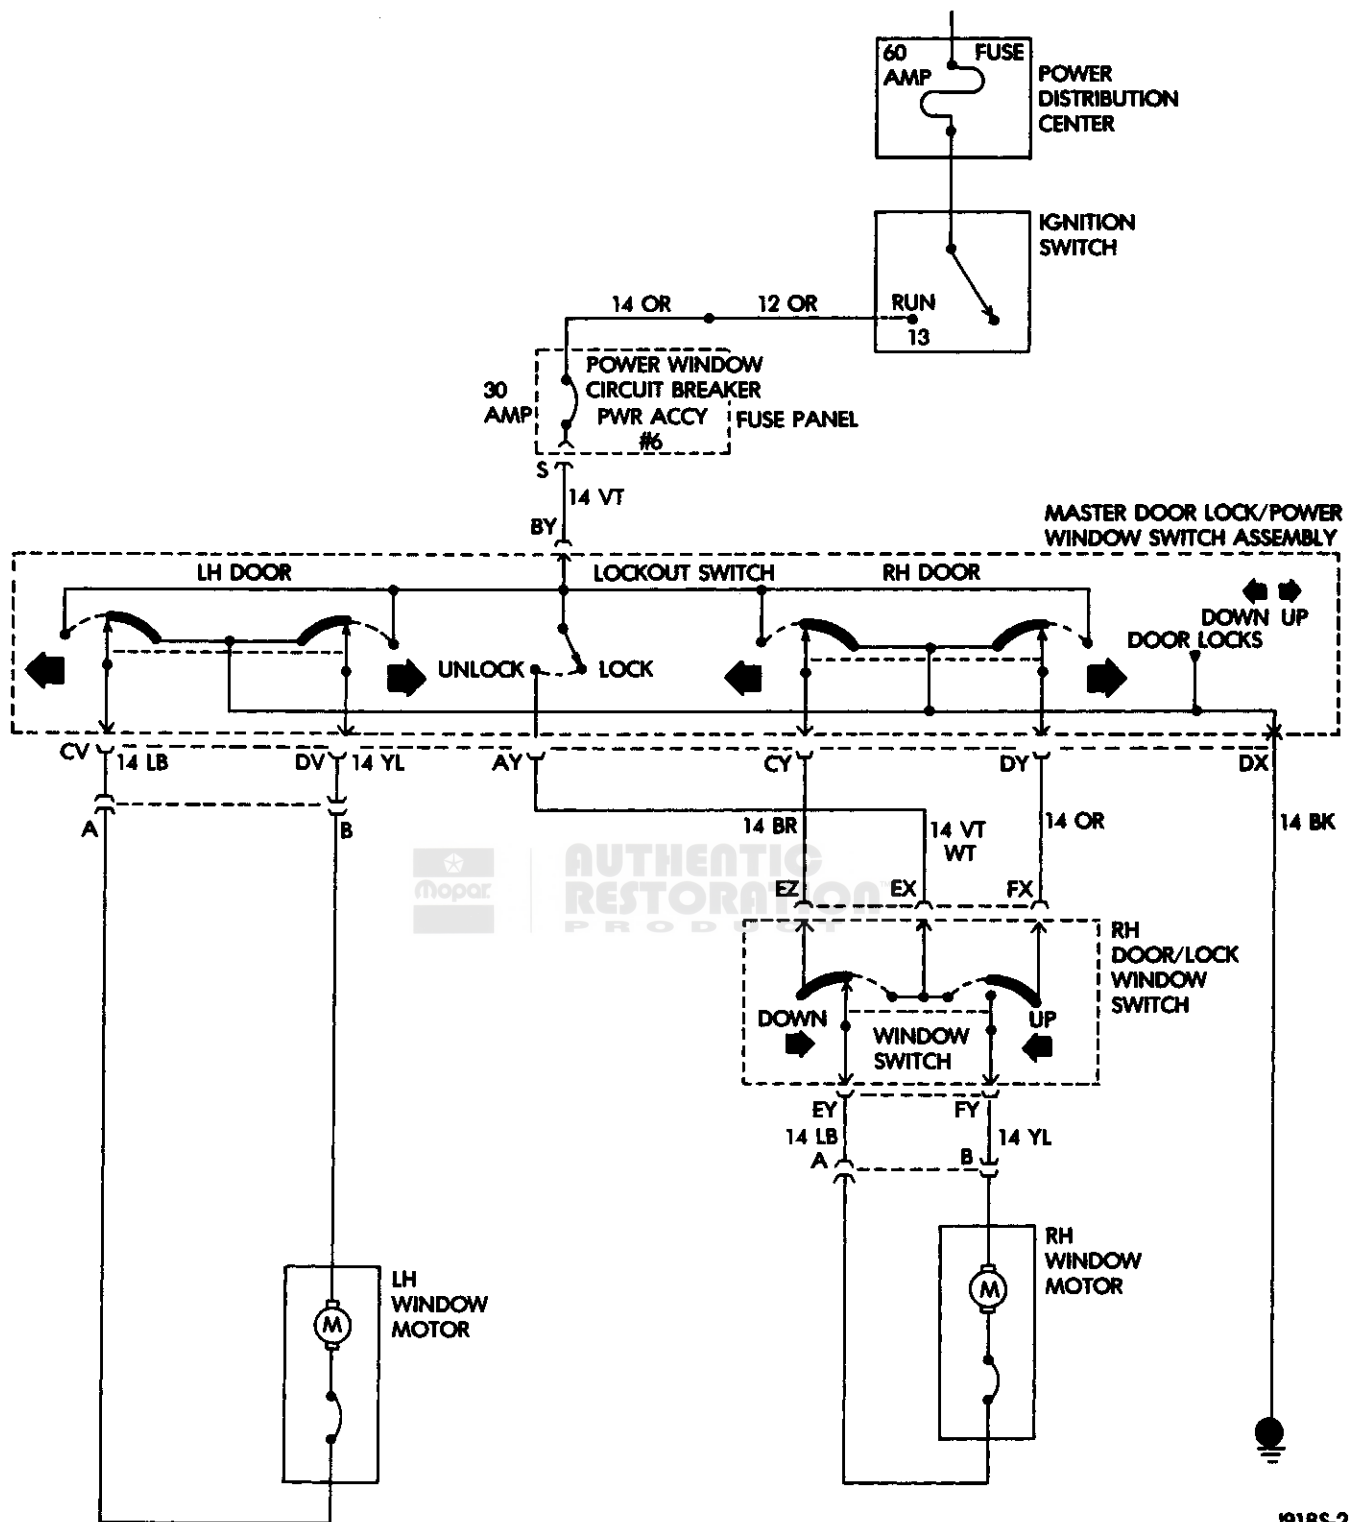 60 FUSE
AMP
POWER
DISTRIBUTION
CENTER
IGNITION
SWITCH
14 OR
12 OR
RUN
13
POWER WINDOW
CIRCUIT BREAKER
30
AMP
PWR ACCY
#6
FUSE PANEL
S
14 VT
BY
MASTER DOOR LOCK/POWER
WINDOW SWITCH ASSEMBLY
LH DOOR
LOCKOUT SWITCH
RH DOOR
DOWN UP
DOOR LOCKS
UNLOCK
LOCK
CV
14 LB
DV
14 YL
AY
CY
DY
DX
A
B
14 BR
14 VT
WT
14 OR
14 BK
Mopar
AUTHENTIC
RESTORATION
PRODUCT
EZ
EX
FX
RH
DOOR/LOCK
WINDOW
SWITCH
DOWN
UP
WINDOW
SWITCH
EY
FY
14 LB
14 YL
A
B
RH
WINDOW
MOTOR
M
LH
WINDOW
MOTOR
M
J918S-2